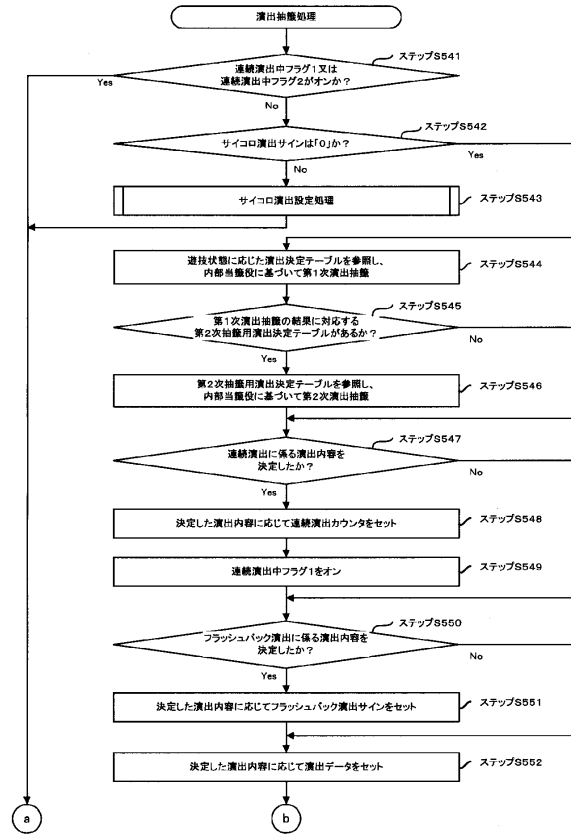 演出抽籤処理
ステップS541
連続演出中フラグ1又は
連続演出中フラグ2がオンか？
Yes
No
ステップS542
サイコロ演出サインは「0」か？
Yes
No
サイコロ演出設定処理
ステップS543
遊技状態に応じた演出決定テーブルを参照し、
内部当籤役に基づいて第1次演出抽籤
ステップS544
ステップS545
第1次演出抽籤の結果に対応する
第2次抽籤用演出決定テーブルがあるか？
No
Yes
第2次抽籤用演出決定テーブルを参照し、
内部当籤役に基づいて第2次演出抽籤
ステップS546
ステップS547
連続演出に係る演出内容を
決定したか？
No
Yes
決定した演出内容に応じて連続演出カウンタをセット
ステップS548
連続演出中フラグ1をオン
ステップS549
ステップS550
フラッシュバック演出に係る演出内容を
決定したか？
No
Yes
決定した演出内容に応じてフラッシュバック演出サインをセット
ステップS551
決定した演出内容に応じて演出データをセット
ステップS552
a
b